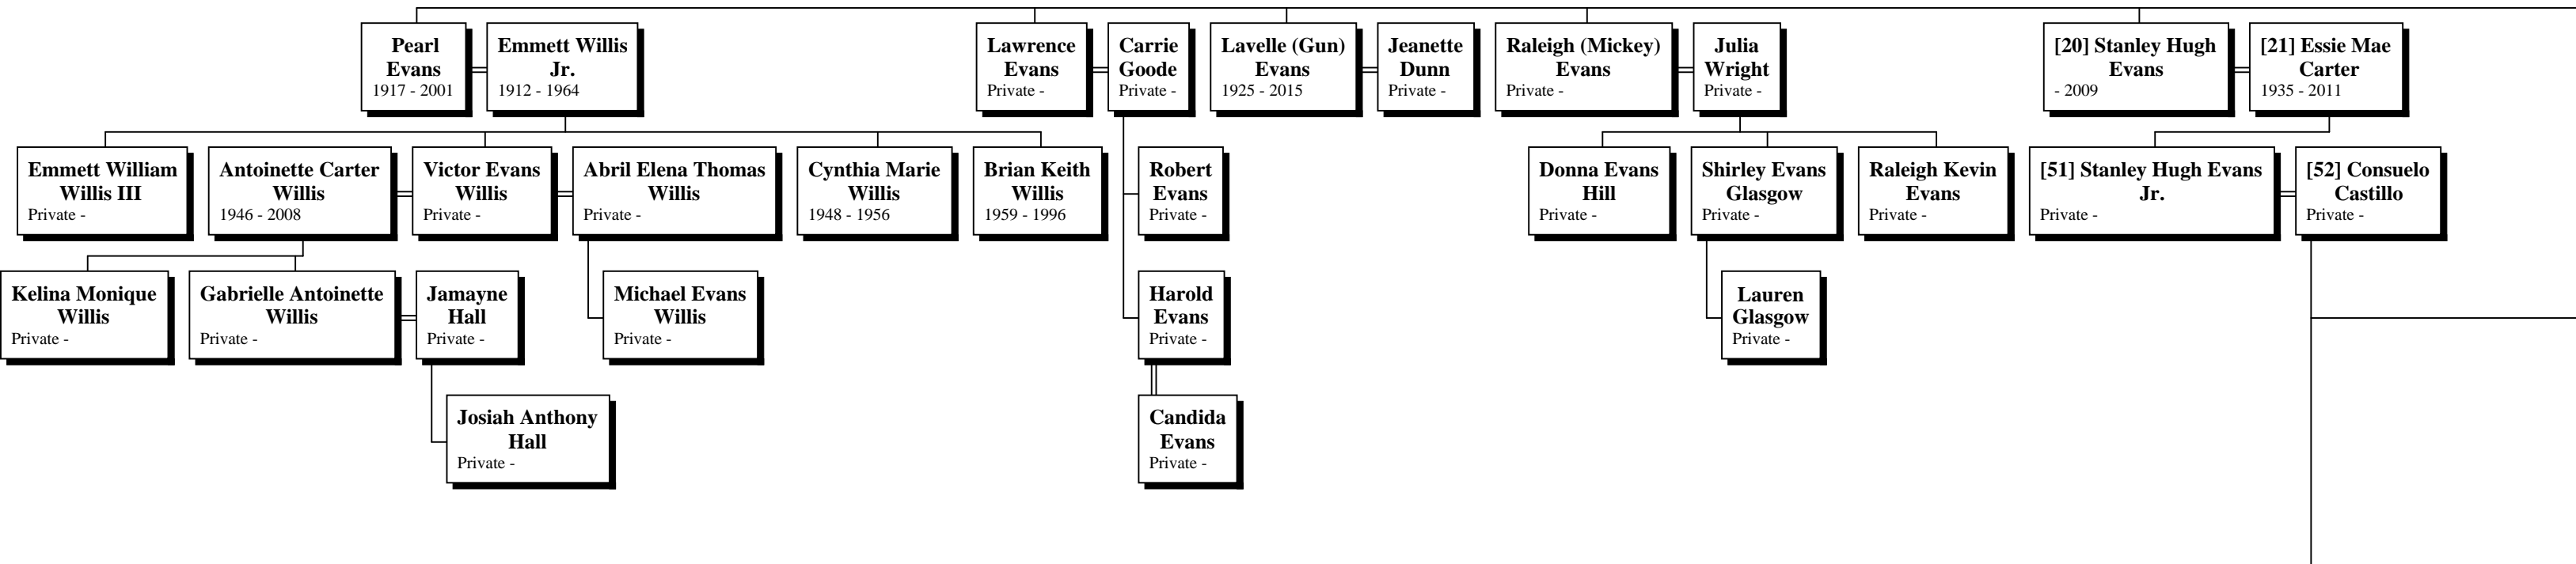 Pearl
Evans
1917 - 2001
Emmett Willis
Jr.
1912 - 1964
Lawrence
Evans
Private -
Carrie
Goode
Private -
Lavelle (Gun)
Evans
1925 - 2015
Jeanette
Dunn
Private -
Raleigh (Mickey)
Evans
Private -
Julia
Wright
Private -
[20] Stanley Hugh
Evans
- 2009
[21] Essie Mae
Carter
1935 - 2011
Emmett William
Willis III
Private -
Antoinette Carter
Willis
1946 - 2008
Victor Evans
Willis
Private -
Abril Elena Thomas
Willis
Private -
Cynthia Marie
Willis
1948 - 1956
Brian Keith
Willis
1959 - 1996
Robert
Evans
Private -
Donna Evans
Hill
Private -
Shirley Evans
Glasgow
Private -
Raleigh Kevin
Evans
Private -
[51] Stanley Hugh Evans
Jr.
Private -
[52] Consuelo
Castillo
Private -
Kelina Monique
Willis
Private -
Gabrielle Antoinette
Willis
Private -
Jamayne
Hall
Private -
Michael Evans
Willis
Private -
Harold
Evans
Private -
Lauren
Glasgow
Private -
Josiah Anthony
Hall
Private -
Candida
Evans
Private -